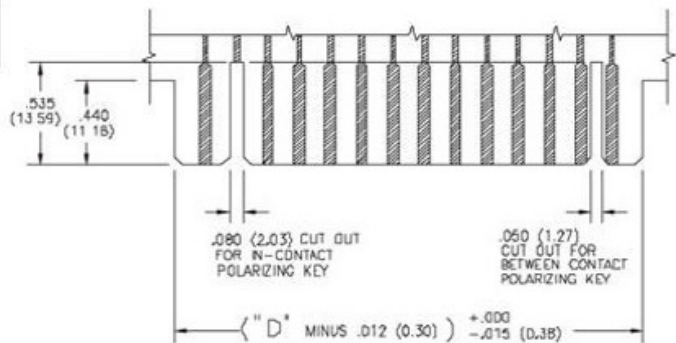 .535
(13 59)
.440
(11 18)
.080 (2.03) CUT OUT
FOR IN-CONTACT
POLARIZING KEY
.050 (1.27)
CUT OUT FOR
BETWEEN CONTACT
POLARIZING KEY
("D" MINUS .012 (0.30)) +.000
-.015 (0.38)